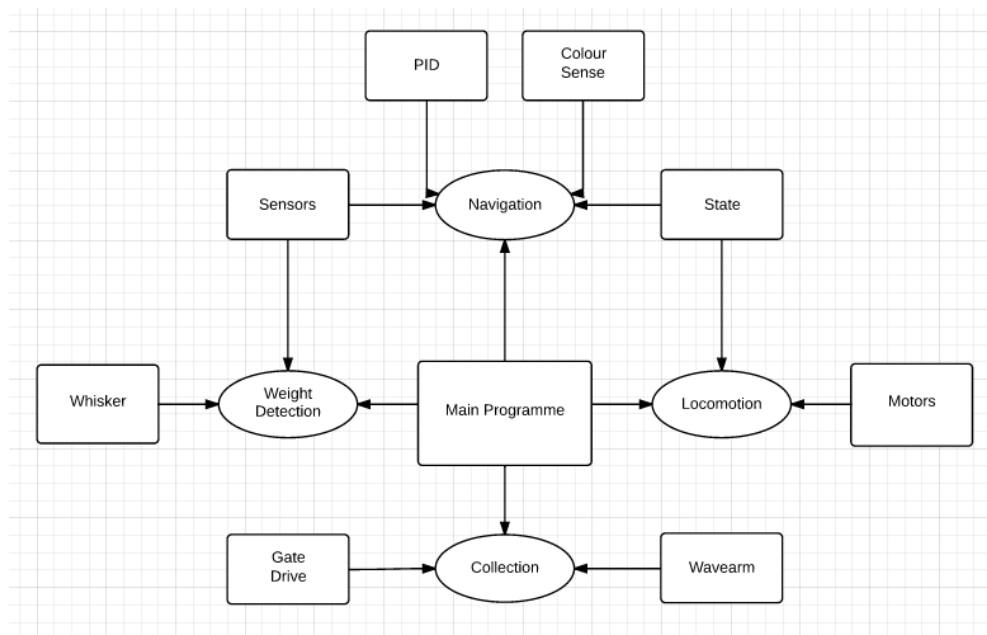 PID
Colour
Sense
Sensors
Navigation
State
Whisker
Weight
Detection
Main Programme
Locomotion
Motors
Gate
Drive
Collection
Wavearm